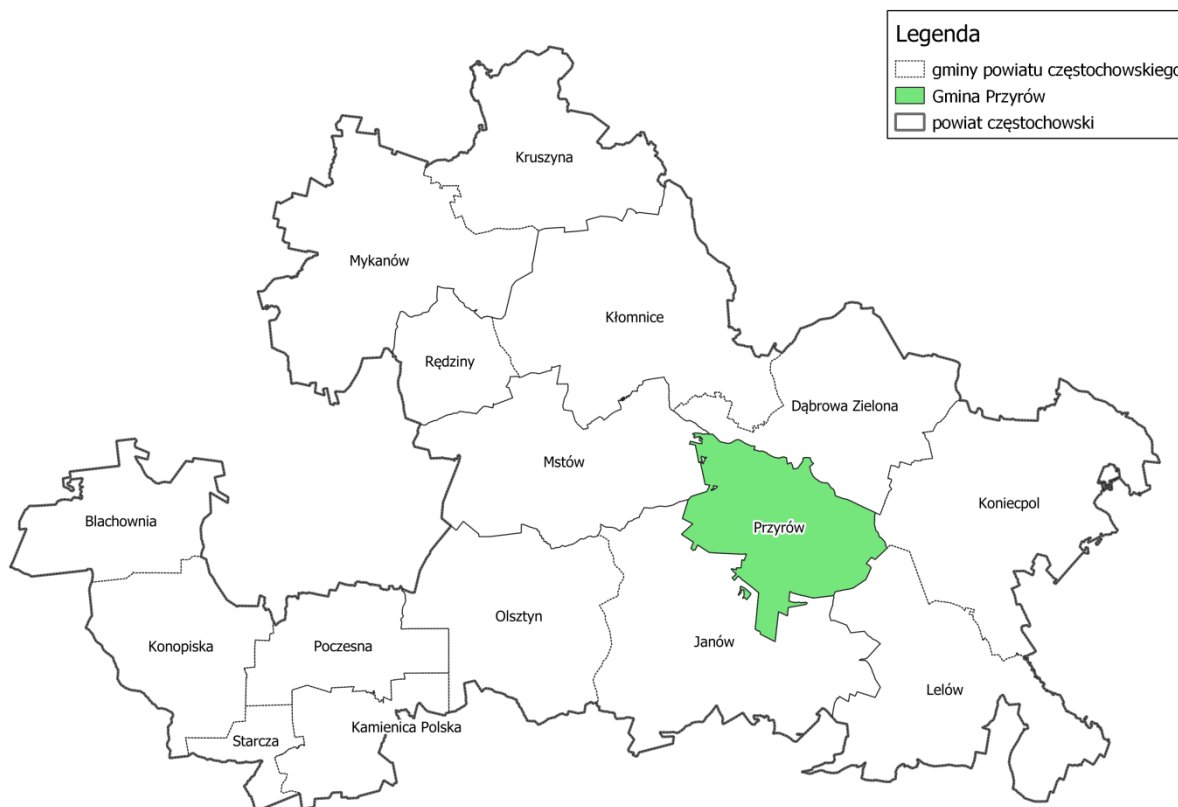 Legenda
gminy powiatu częstochowskiego
Gmina Przyrów
powiat częstochowski
Kruszyna
Mykanów
Kłomnice
Rędziny
Dąbrowa Zielona
Mstów
Koniecpol
Blachownia
Przyrów
Olsztyn
Konopiska
Poczesna
Janów
Lelów
Kamienica Polska
Starcza